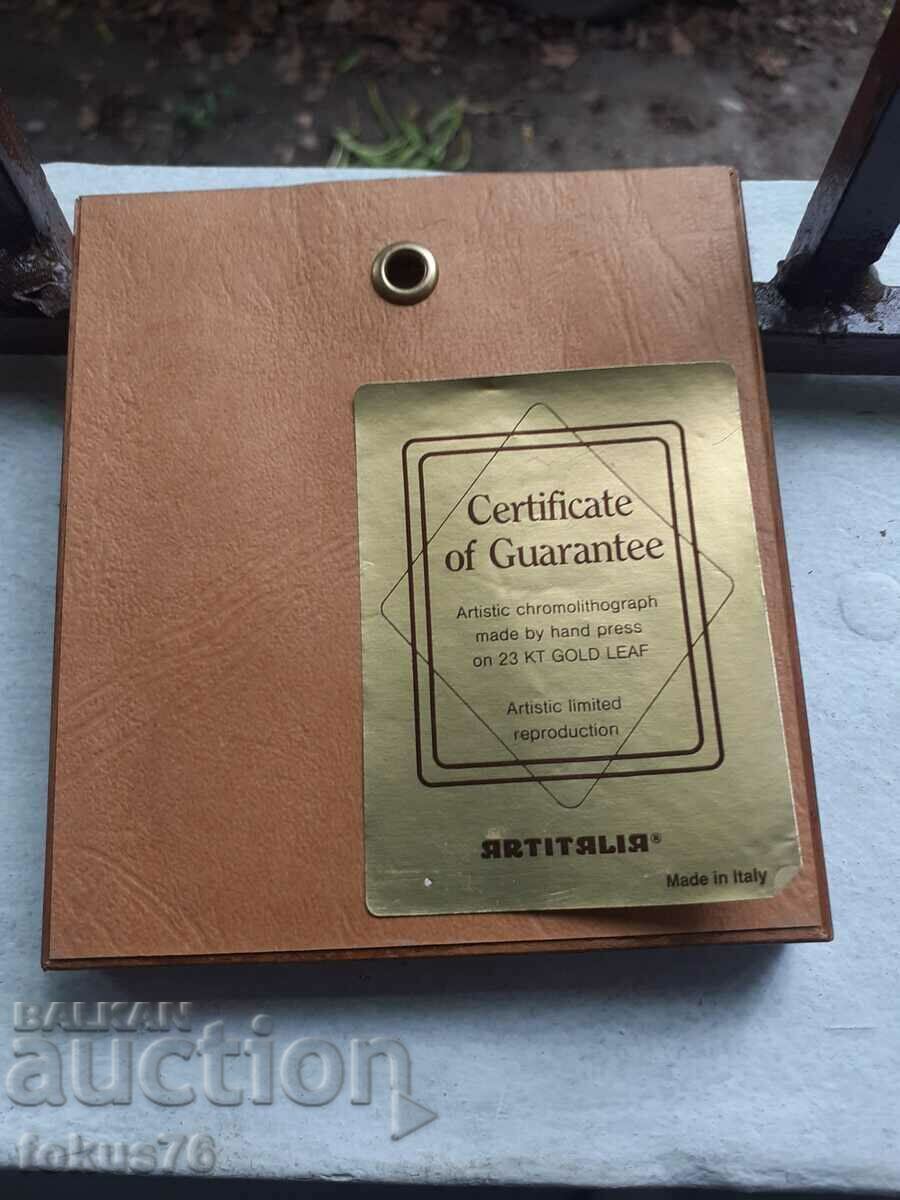 Certificate
of Guarantee
Artistic chromolithograph
made by hand press
on 23 KT GOLD LEAF
Artistic limited
reproduction
ARTITALIA®
Made in Italy
BALKAN
auction
fokus76